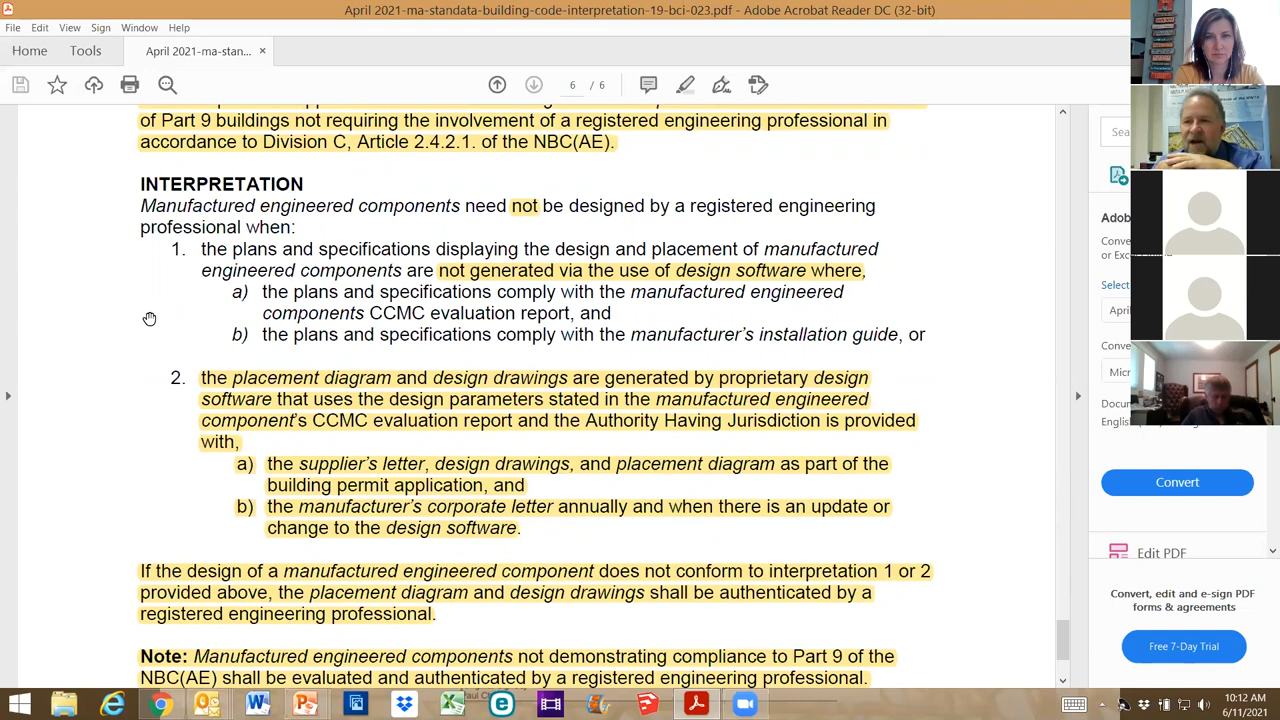 April 2021-ma-standata-building-code-interpretation-19-bci-023.pdf - Adobe Acrobat Reader DC (32-bit)
File Edit View Sign Window Help
Home Tools April 2021-ma-stan... ×
6 / 6
of Part 9 buildings not requiring the involvement of a registered engineering professional in
accordance to Division C, Article 2.4.2.1. of the NBC(AE).
INTERPRETATION
Manufactured engineered components need not be designed by a registered engineering
professional when:
1. the plans and specifications displaying the design and placement of manufactured
engineered components are not generated via the use of design software where,
a) the plans and specifications comply with the manufactured engineered
components CCMC evaluation report, and
b) the plans and specifications comply with the manufacturer's installation guide, or
2. the placement diagram and design drawings are generated by proprietary design
software that uses the design parameters stated in the manufactured engineered
component's CCMC evaluation report and the Authority Having Jurisdiction is provided
with,
a) the supplier's letter, design drawings, and placement diagram as part of the
building permit application, and
b) the manufacturer's corporate letter annually and when there is an update or
change to the design software.
If the design of a manufactured engineered component does not conform to interpretation 1 or 2
provided above, the placement diagram and design drawings shall be authenticated by a
registered engineering professional.
Note: Manufactured engineered components not demonstrating compliance to Part 9 of the
NBC(AE) shall be evaluated and authenticated by a registered engineering professional.
Sea
Adob
Conve
or Exc
April
Conve
Micr
Docum
English (
Convert
Edit PDF
Convert, edit and e-sign PDF
forms & agreements
Free 7-Day Trial
10:12 AM
6/11/2021